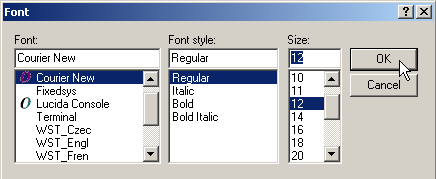 Font
Font: Font style: Size:
Courier New Regular 12 OK
Courier New Regular 10 Cancel
Fixedsys Italic 11
Lucida Console Bold 12
Terminal Bold Italic 14
WST_Czec 16
WST_Engl 18
WST_Fren 20